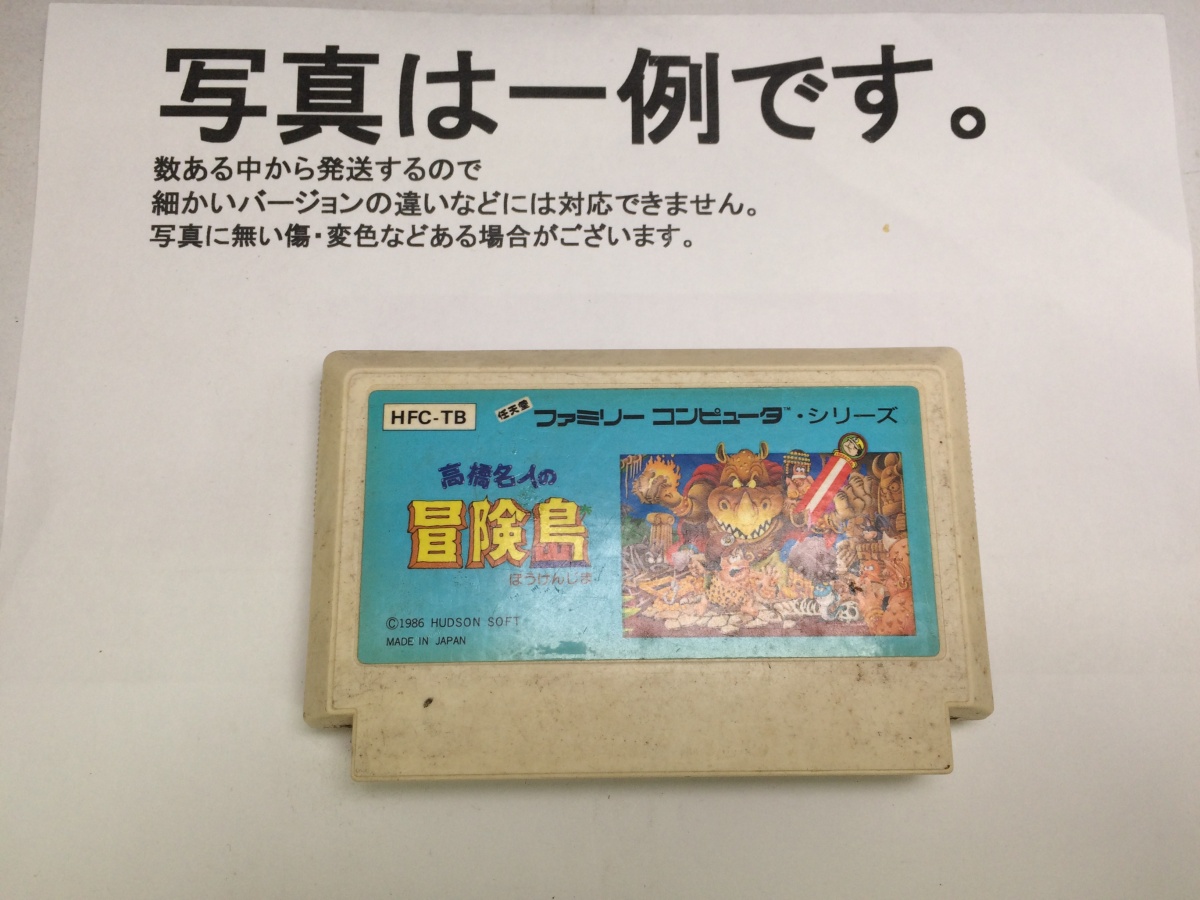 写真は一例です。
数ある中から発送するので
細かいバージョンの違いなどには対応できません。
写真に無い傷・変色などある場合がございます。
HFC-TB
任天堂 ファミリー コンピュータ™・シリーズ
高橋名人の
冒険島
ぼうけんじま
©1986 HUDSON SOFT
MADE IN JAPAN